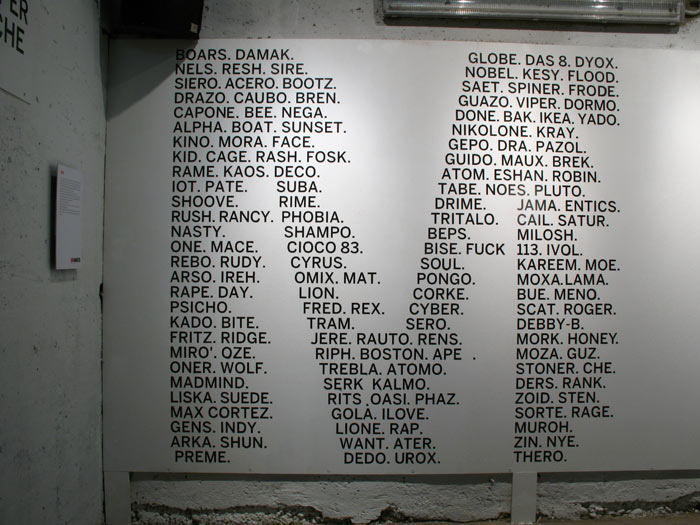 ER
CHE
BOARS. DAMAK. GLOBE. DAS 8. DYOX.
NELS. RESH. SIRE. NOBEL. KESY. FLOOD.
SIERO. ACERO. BOOTZ. SAET. SPINER. FRODE.
DRAZO. CAUBO. BREN. GUAZO. VIPER. DORMO.
CAPONE. BEE. NEGA. DONE. BAK. IKEA. YADO.
ALPHA. BOAT. SUNSET. NIKOLONE. KRAY.
KINO. MORA. FACE. GEPO. DRA. PAZOL.
KID. CAGE. RASH. FOSK. GUIDO. MAUX. BREK.
RAME. KAOS. DECO. ATOM. ESHAN. ROBIN.
IOT. PATE. SUBA. TABE. NOES. PLUTO.
SHOOVE. RIME. DRIME. JAMA. ENTICS.
RUSH. RANCY. PHOBIA. TRITALO. CAIL. SATUR.
NASTY. SHAMPO. BEPS. MILOSH.
ONE. MACE. CIOCO 83. BISE. FUCK 113. IVOL.
REBO. RUDY. CYRUS. SOUL. KAREEM. MOE.
ARSO. IREH. OMIX. MAT. PONGO. MOXA.LAMA.
RAPE. DAY. LION. CORKE. BUE. MENO.
PSICHO. FRED. REX. CYBER. SCAT. ROGER.
KADO. BITE. TRAM. SERO. DEBBY-B.
FRITZ. RIDGE. JERE. RAUTO. RENS. MORK. HONEY.
MIRO'. OZE. RIPH. BOSTON. APE . MOZA. GUZ.
ONER. WOLF. TREBLA. ATOMO. STONER. CHE.
MADMIND. SERK KALMO. DERS. RANK.
LISKA. SUEDE. RITS .OASI. PHAZ. ZOID. STEN.
MAX CORTEZ. GOLA. ILOVE. SORTE. RAGE.
GENS. INDY. LIONE. RAP. MUROH.
ARKA. SHUN. WANT. ATER. ZIN. NYE.
PREME. DEDO. UROX. THERO.